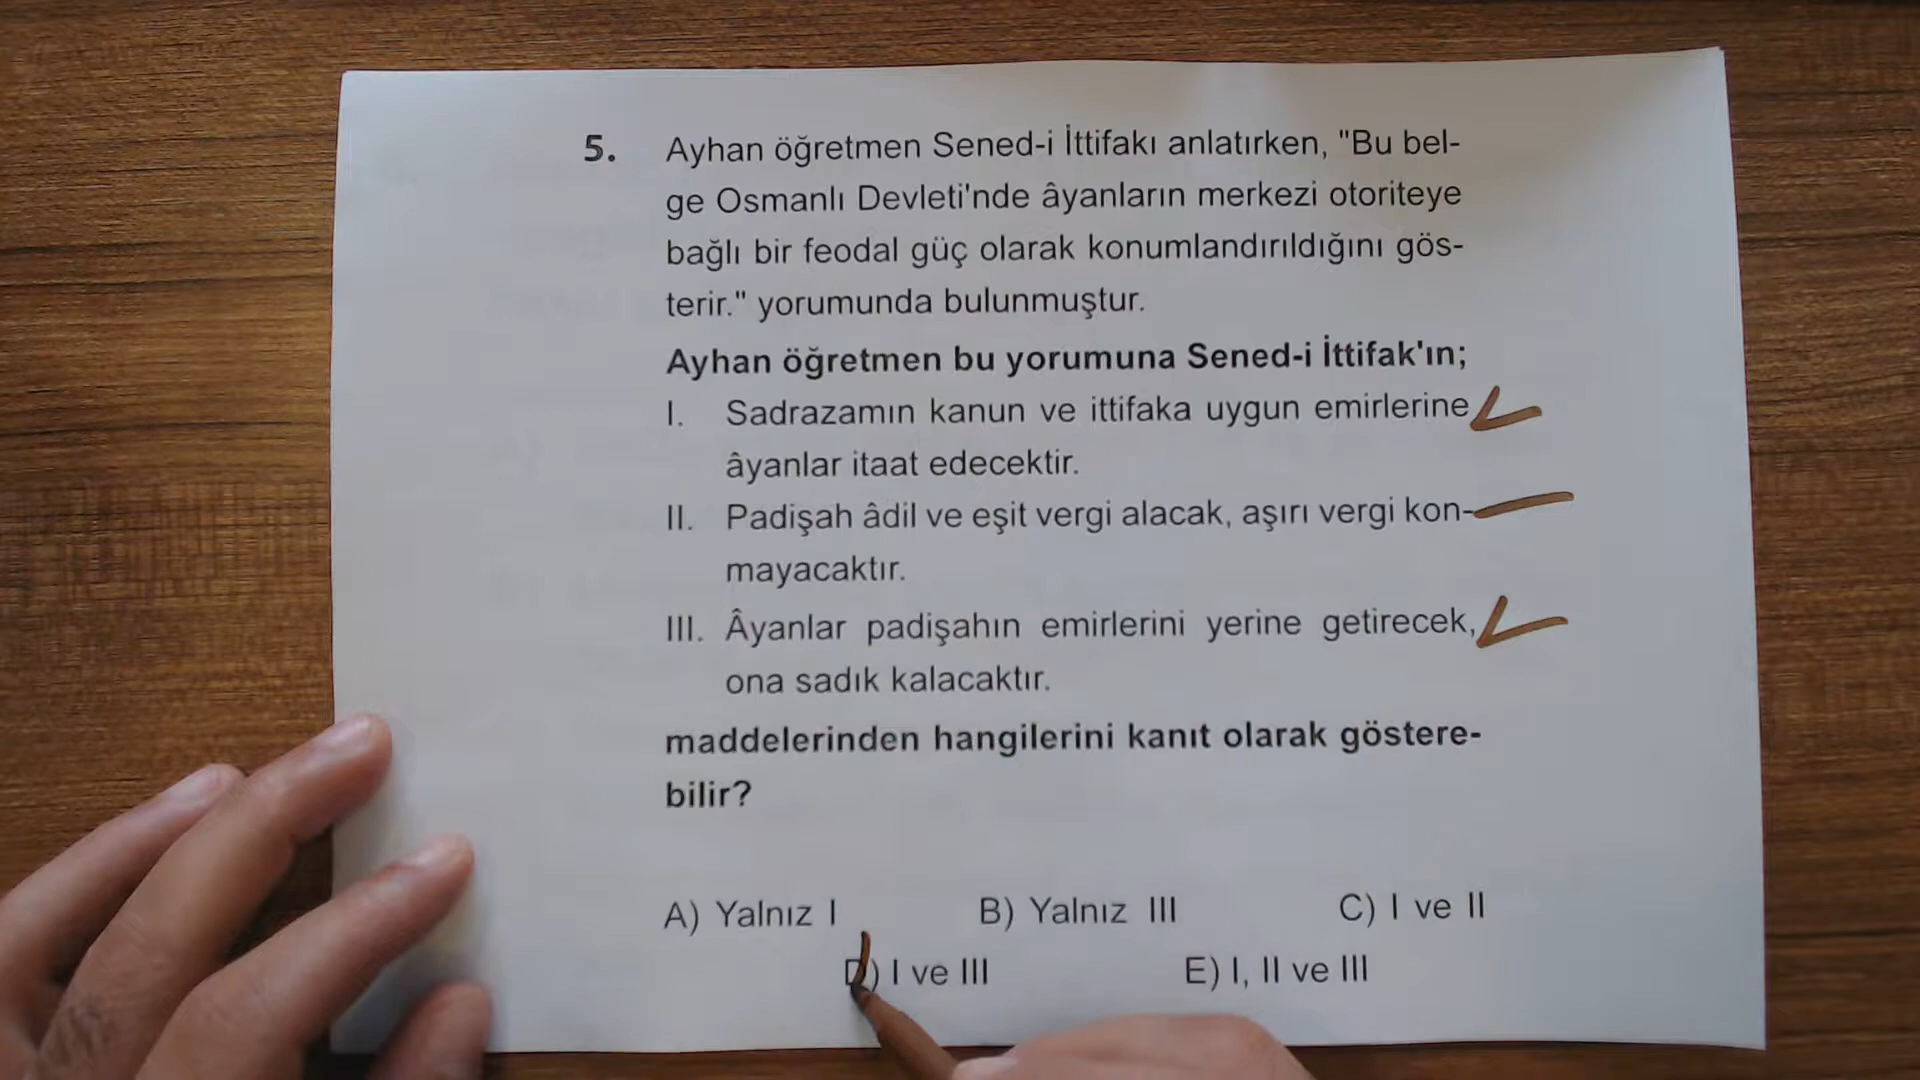 5. Ayhan öğretmen Sened-i İttifakı anlatırken, "Bu bel-
ge Osmanlı Devleti'nde âyanların merkezi otoriteye
bağlı bir feodal güç olarak konumlandırıldığını gös-
terir." yorumunda bulunmuştur.
Ayhan öğretmen bu yorumuna Sened-i İttifak'ın;
I. Sadrazamın kanun ve ittifaka uygun emirlerine
âyanlar itaat edecektir.
II. Padişah âdil ve eşit vergi alacak, aşırı vergi kon-
mayacaktır.
III. Âyanlar padişahın emirlerini yerine getirecek,
ona sadık kalacaktır.
maddelerinden hangilerini kanıt olarak göstere-
bilir?
A) Yalnız I B) Yalnız III C) I ve II
D) I ve III E) I, II ve III